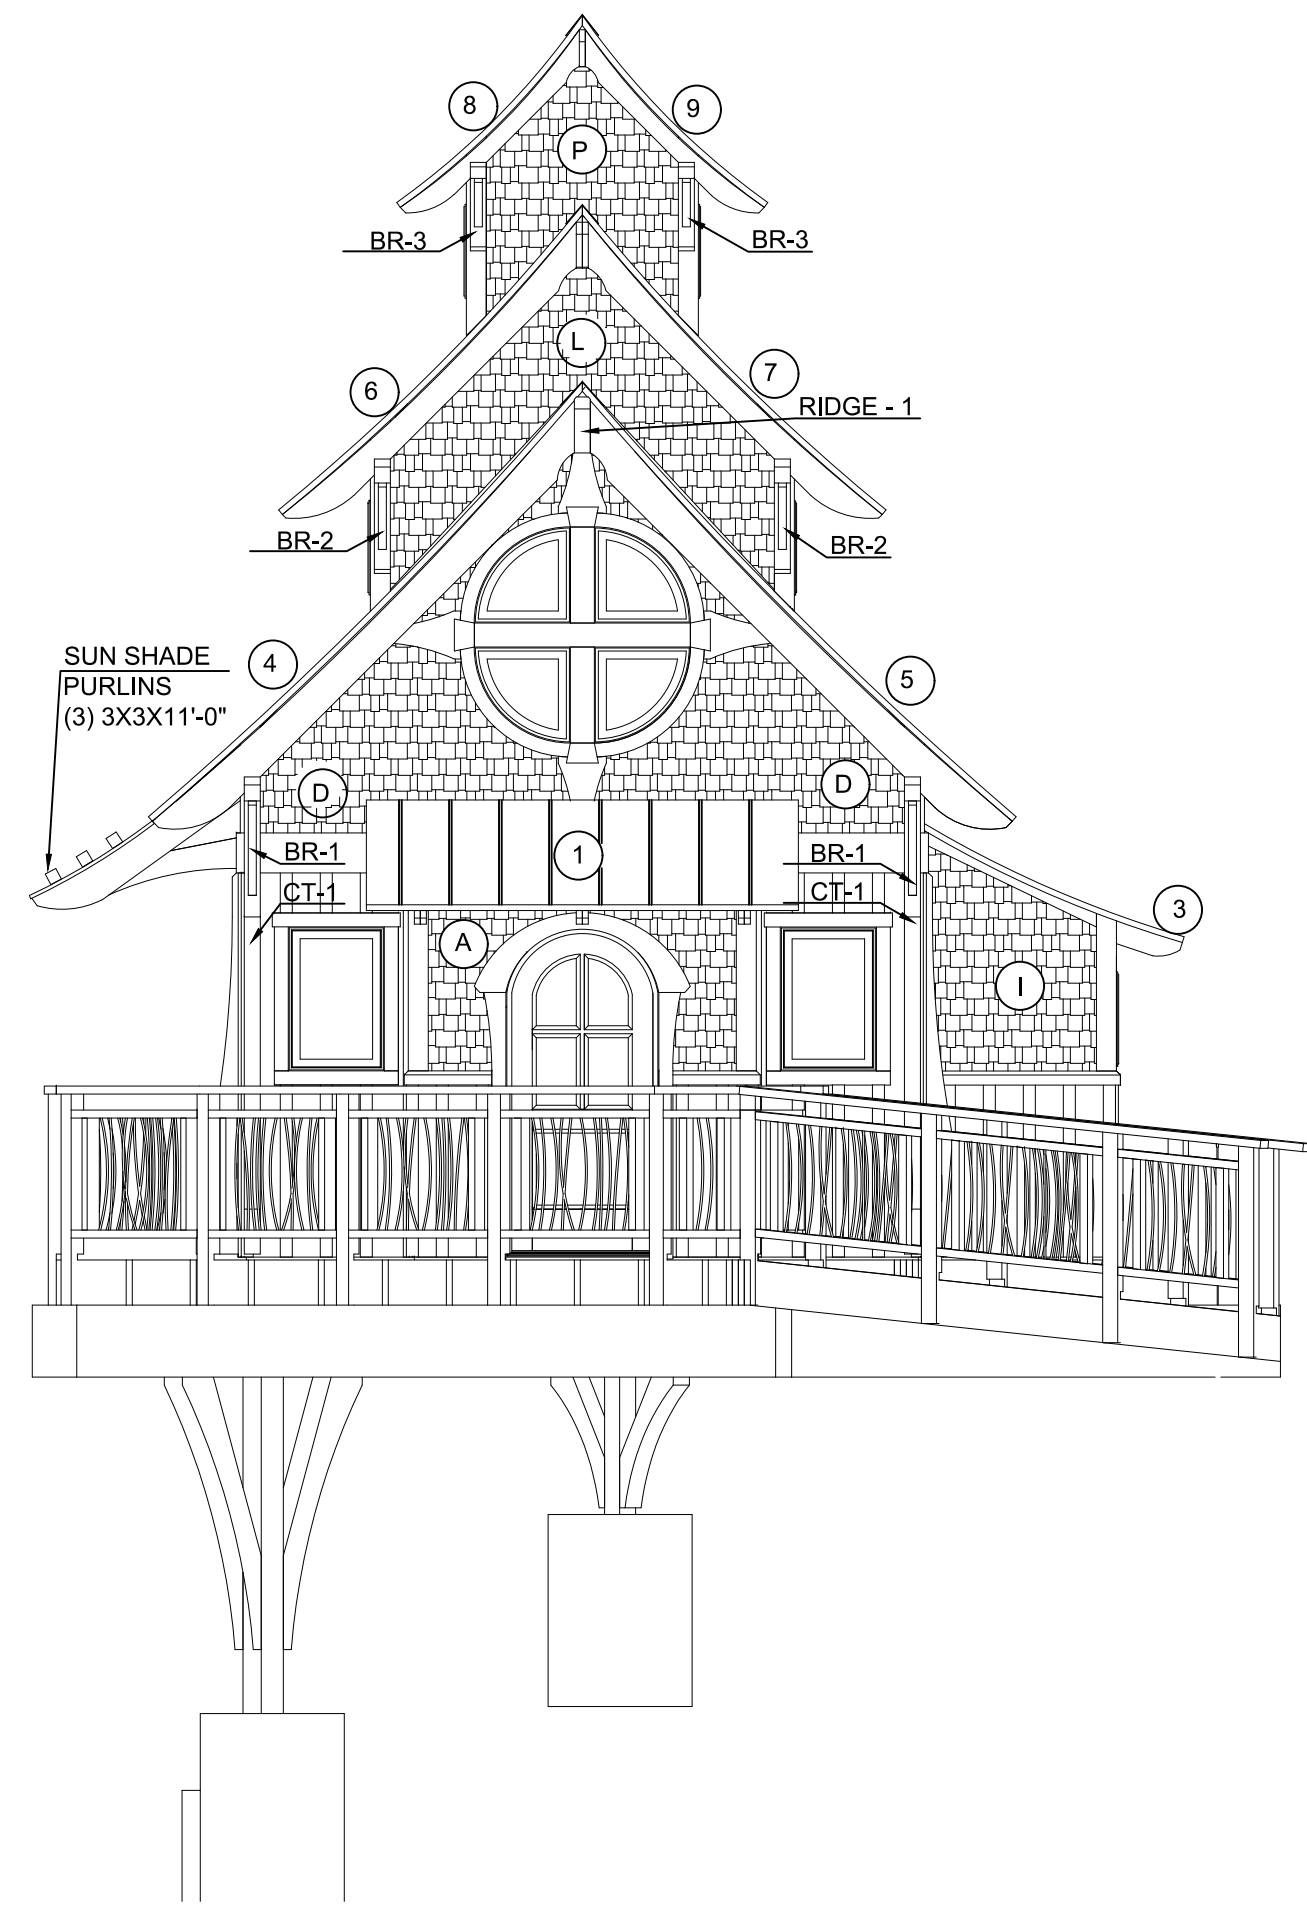 8
9
P
BR-3
BR-3
L
6
7
RIDGE - 1
BR-2
BR-2
SUN SHADE
PURLINS
(3) 3X3X11'-0"
4
5
D
D
BR-1
1
BR-1
CT-1
CT-1
3
A
I